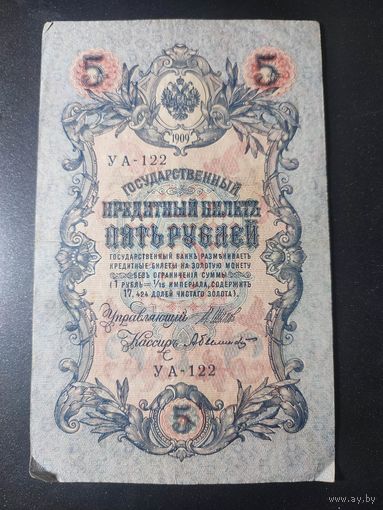 5 5
1909
УА-122
ГОСУДАРСТВЕННЫЙ
КРЕДИТНЫЙ БИЛЕТЪ
ПЯТЬ РУБЛЕЙ
ГОСУДАРСТВЕННЫЙ БАНКЪ РАЗМѢНИВАЕТЪ
КРЕДИТНЫЕ БИЛЕТЫ НА ЗОЛОТУЮ МОНЕТУ
БЕЗЪ ОГРАНИЧЕНІЯ СУММЫ
(1 РУБЛЬ = 1/15 ИМПЕРІАЛА, СОДЕРЖИТЪ
17,424 ДОЛЕЙ ЧИСТАГО ЗОЛОТА).
Управляющій
Кассиръ
УА-122
5
www.ay.by